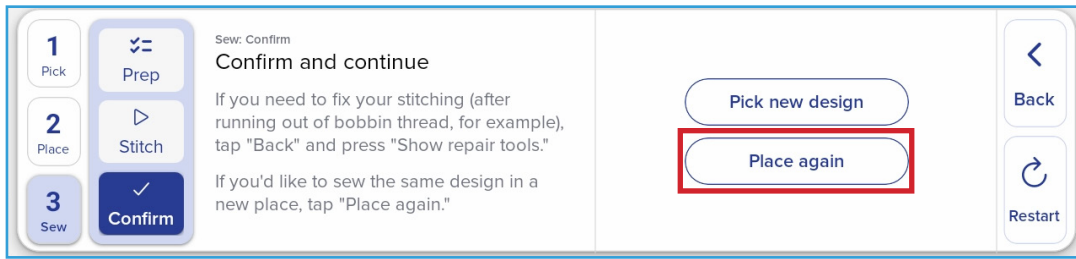 1
Pick
2
Place
3
Sew
Prep
Stitch
Confirm
Sew: Confirm
Confirm and continue
If you need to fix your stitching (after
running out of bobbin thread, for example),
tap "Back" and press "Show repair tools."
If you'd like to sew the same design in a
new place, tap "Place again."
Pick new design
Place again
Back
Restart